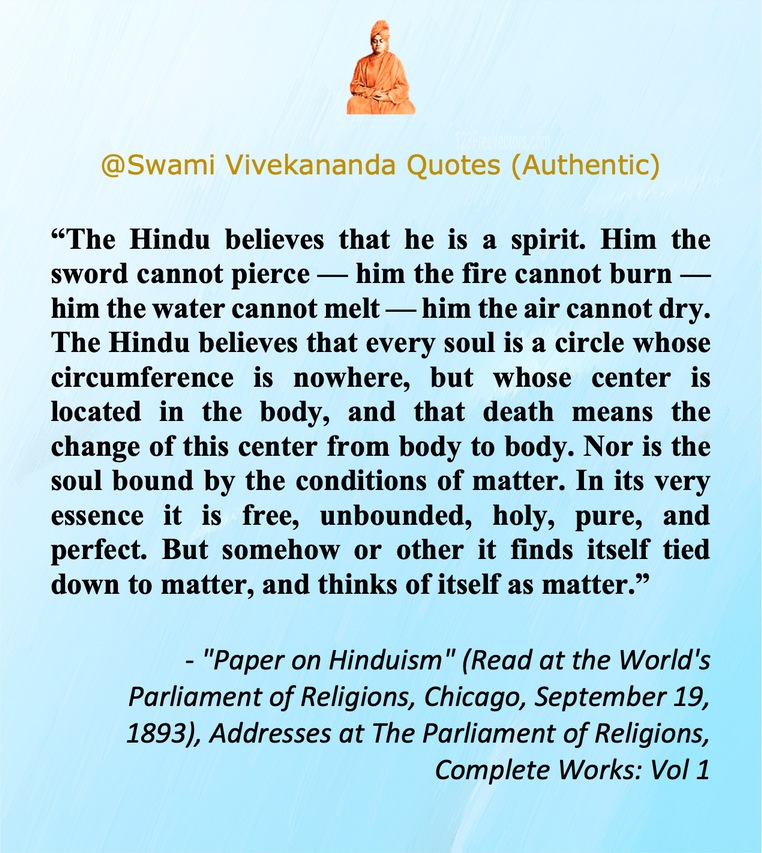 @Swami Vivekananda Quotes (Authentic)
“The Hindu believes that he is a spirit. Him the
sword cannot pierce — him the fire cannot burn —
him the water cannot melt — him the air cannot dry.
The Hindu believes that every soul is a circle whose
circumference is nowhere, but whose center is
located in the body, and that death means the
change of this center from body to body. Nor is the
soul bound by the conditions of matter. In its very
essence it is free, unbounded, holy, pure, and
perfect. But somehow or other it finds itself tied
down to matter, and thinks of itself as matter.”
- "Paper on Hinduism" (Read at the World's
Parliament of Religions, Chicago, September 19,
1893), Addresses at The Parliament of Religions,
Complete Works: Vol 1